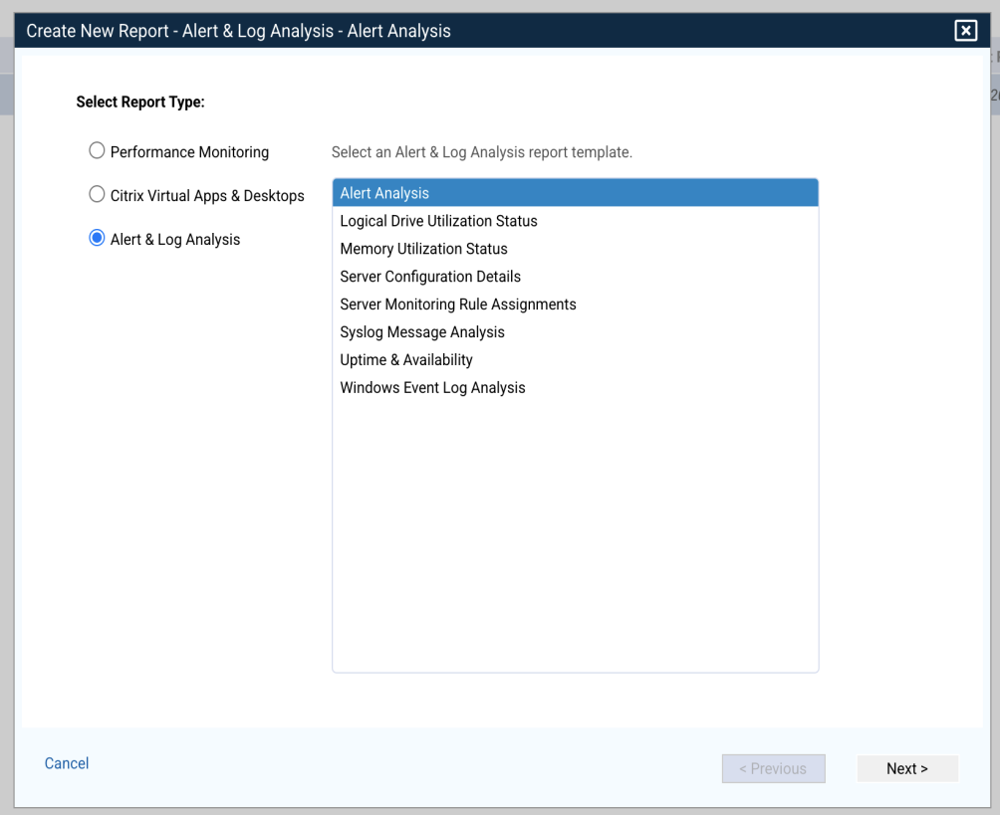 Create New Report - Alert & Log Analysis - Alert Analysis
Select Report Type:
Performance Monitoring
Citrix Virtual Apps & Desktops
Alert & Log Analysis
Select an Alert & Log Analysis report template.
Alert Analysis
Logical Drive Utilization Status
Memory Utilization Status
Server Configuration Details
Server Monitoring Rule Assignments
Syslog Message Analysis
Uptime & Availability
Windows Event Log Analysis
Cancel
< Previous
Next >